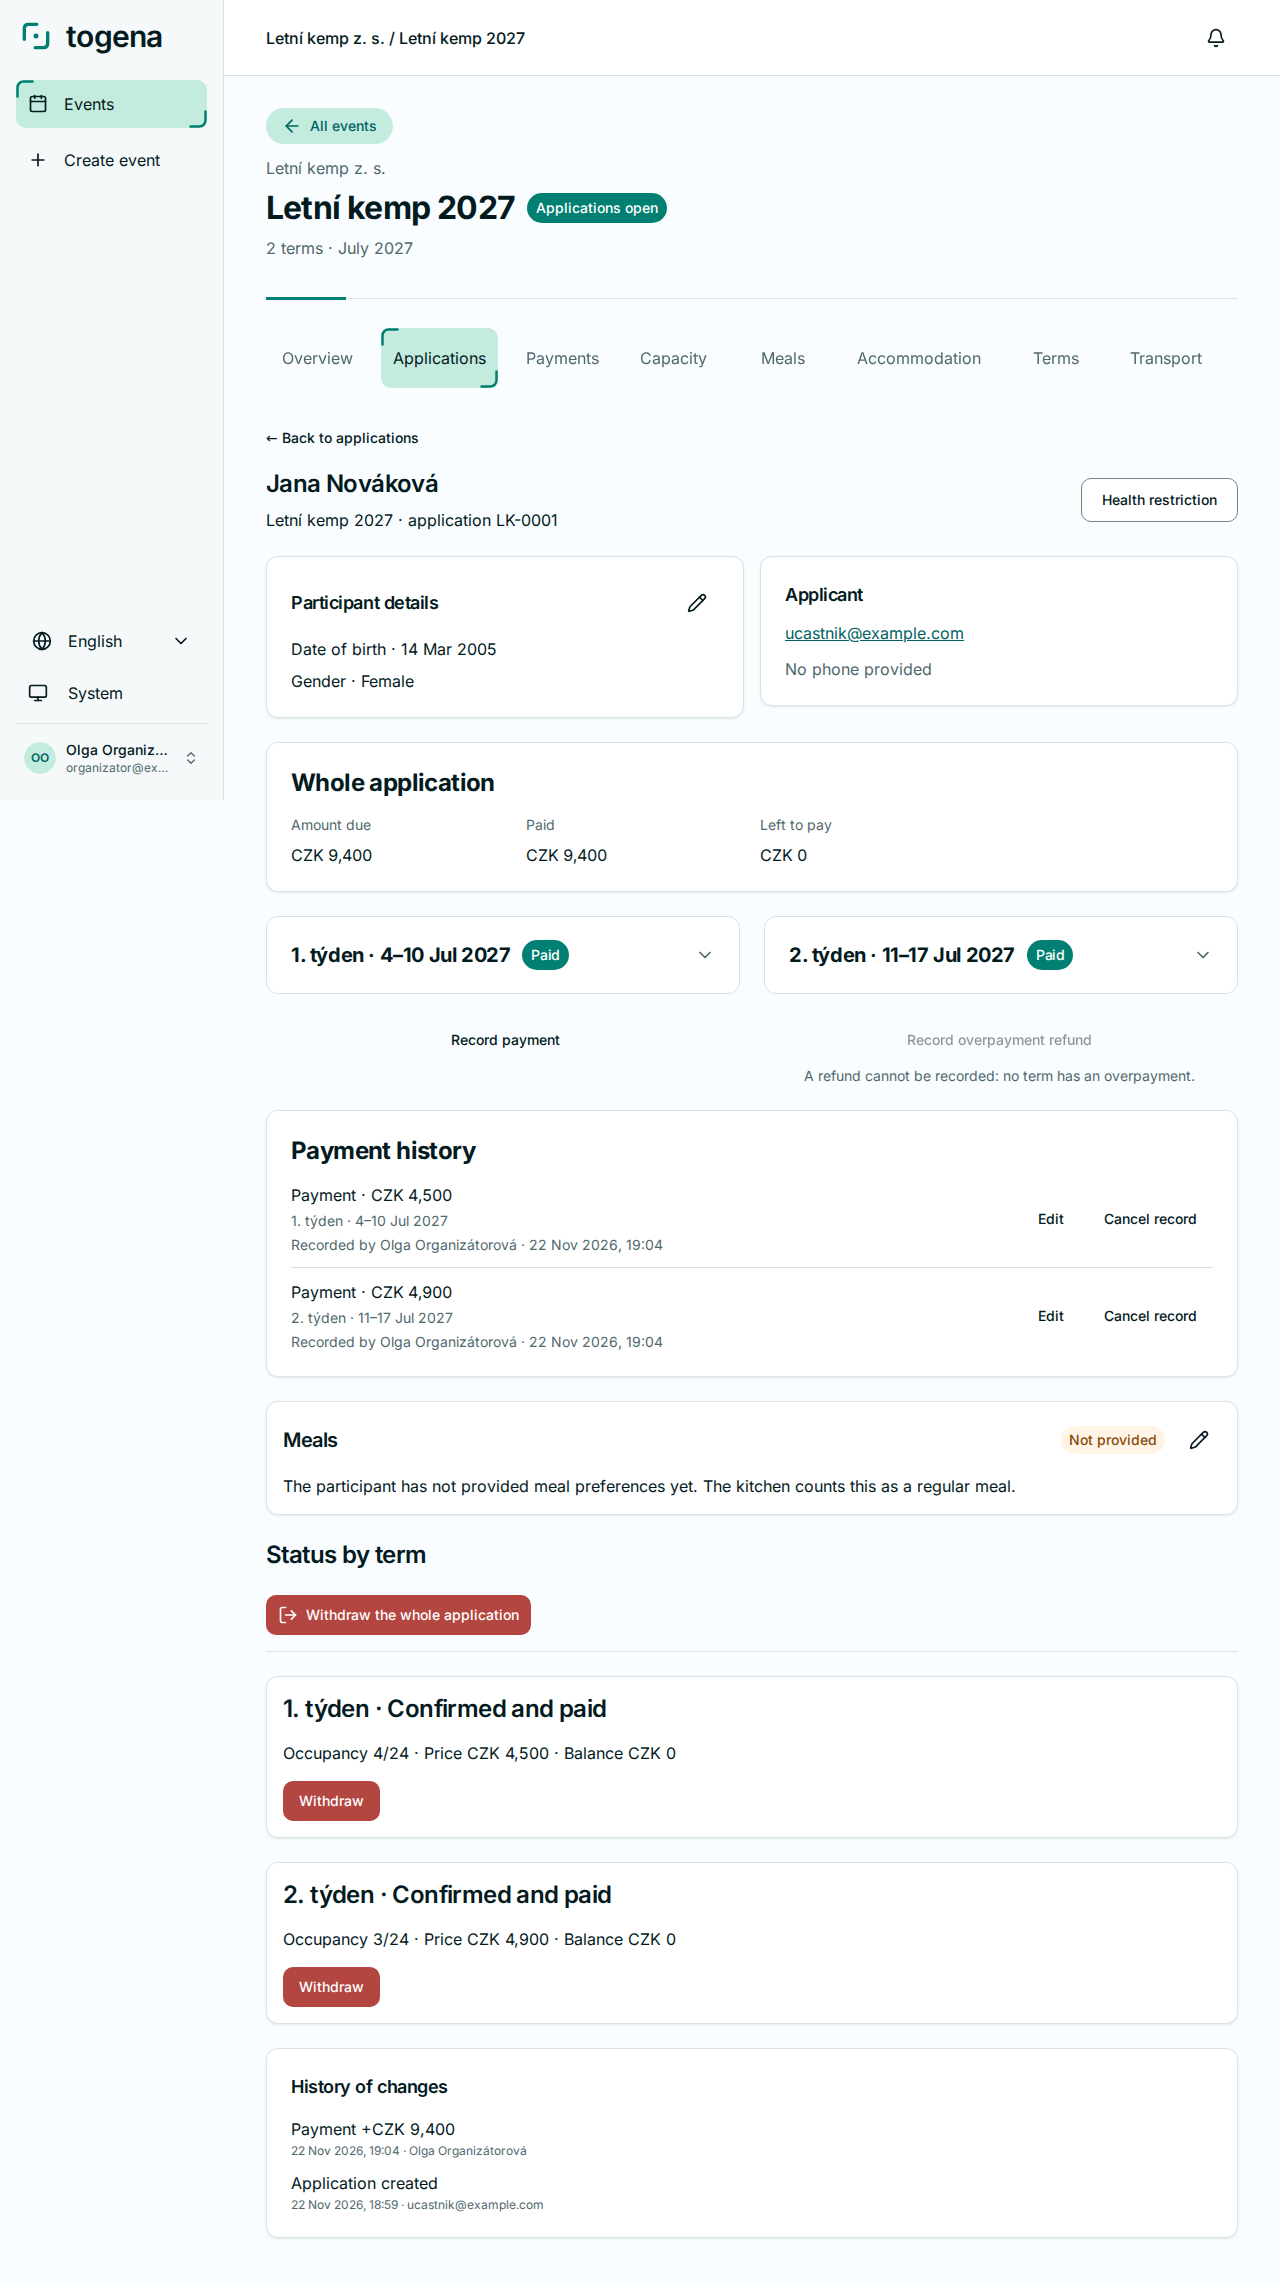 togena
Letní kemp z. s. / Letní kemp 2027
Events
Create event
All events
Letní kemp z. s.
Letní kemp 2027 Applications open
2 terms · July 2027
Overview Applications Payments Capacity Meals Accommodation Terms Transport
← Back to applications
Jana Nováková
Letní kemp 2027 · application LK-0001
Health restriction
Participant details
Date of birth · 14 Mar 2005
Gender · Female
Applicant
ucastnik@example.com
No phone provided
English
System
OO
Olga Organiz...
organizator@ex...
Whole application
Amount due Paid Left to pay
CZK 9,400 CZK 9,400 CZK 0
1. týden · 4–10 Jul 2027 Paid
2. týden · 11–17 Jul 2027 Paid
Record payment
Record overpayment refund
A refund cannot be recorded: no term has an overpayment.
Payment history
Payment · CZK 4,500
1. týden · 4–10 Jul 2027
Recorded by Olga Organizátorová · 22 Nov 2026, 19:04
Edit Cancel record
Payment · CZK 4,900
2. týden · 11–17 Jul 2027
Recorded by Olga Organizátorová · 22 Nov 2026, 19:04
Edit Cancel record
Meals Not provided
The participant has not provided meal preferences yet. The kitchen counts this as a regular meal.
Status by term
Withdraw the whole application
1. týden · Confirmed and paid
Occupancy 4/24 · Price CZK 4,500 · Balance CZK 0
Withdraw
2. týden · Confirmed and paid
Occupancy 3/24 · Price CZK 4,900 · Balance CZK 0
Withdraw
History of changes
Payment +CZK 9,400
22 Nov 2026, 19:04 · Olga Organizátorová
Application created
22 Nov 2026, 18:59 · ucastnik@example.com